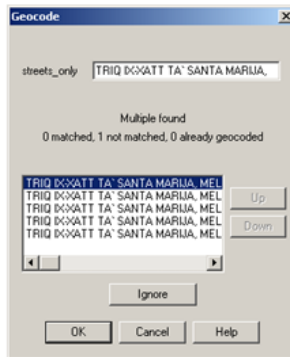 Geocode
streets_only TRIQ IX-XATT TA` SANTA MARIJA,
Multiple found
0 matched, 1 not matched, 0 already geocoded
TRIQ IX-XATT TA` SANTA MARIJA, MEL
TRIQ IX-XATT TA` SANTA MARIJA, MEL
TRIQ IX-XATT TA` SANTA MARIJA, MEL
TRIQ IX-XATT TA` SANTA MARIJA, MEL
TRIQ IX-XATT TA` SANTA MARIJA, MEL
Up
Down
Ignore
OK Cancel Help